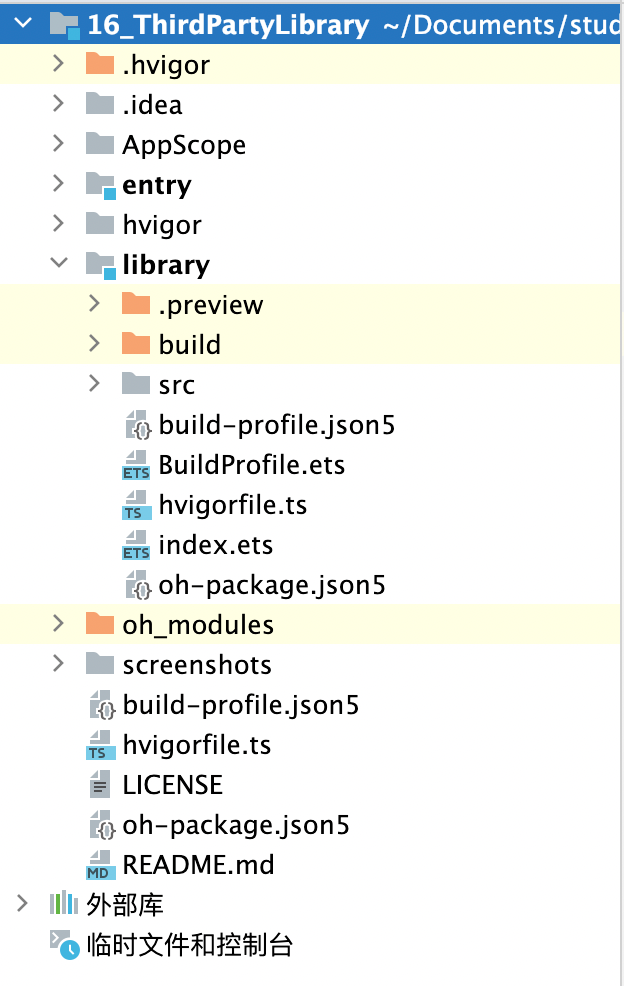 16_ThirdPartyLibrary ~/Documents/stud
.hvigor
.idea
AppScope
entry
hvigor
library
.preview
build
src
build-profile.json5
ETS BuildProfile.ets
TS hvigorfile.ts
ETS index.ets
oh-package.json5
oh_modules
screenshots
build-profile.json5
TS hvigorfile.ts
LICENSE
oh-package.json5
MD README.md
外部库
临时文件和控制台